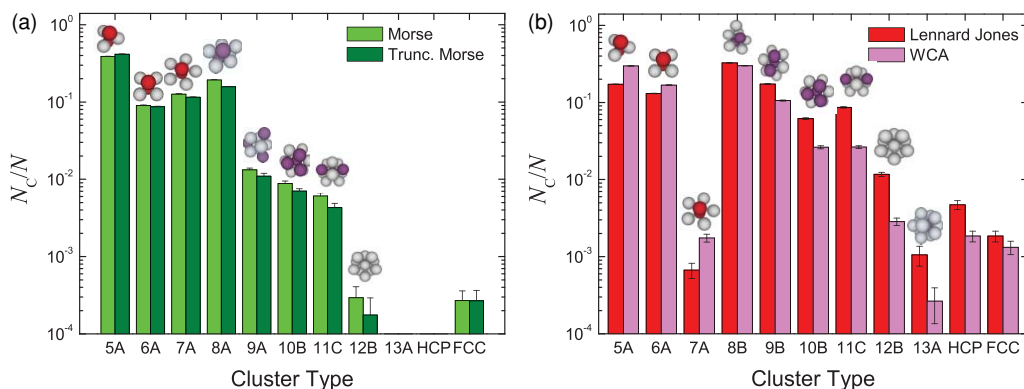 (a)
Morse
Trunc. Morse
10^0
10^-1
10^-2
10^-3
10^-4
N_C/N
5A 6A 7A 8A 9A 10B 11C 12B 13A HCP FCC
Cluster Type
(b)
Lennard Jones
WCA
10^0
10^-1
10^-2
10^-3
10^-4
N_C/N
5A 6A 7A 8B 9B 10B 11C 12B 13A HCP FCC
Cluster Type